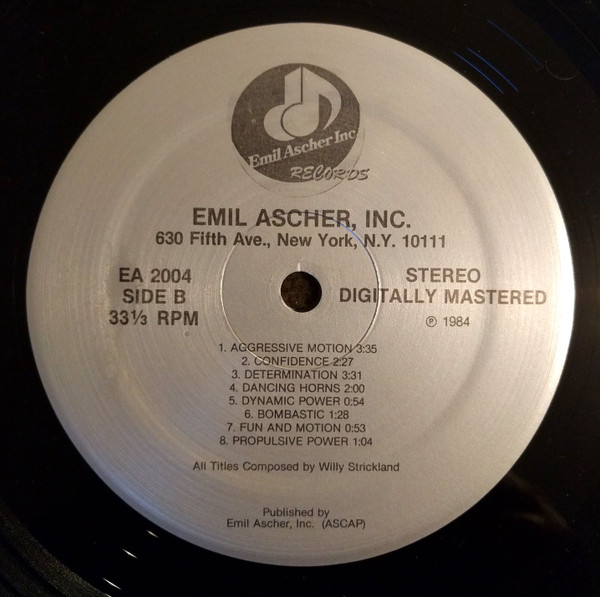 Emil Ascher Inc
RECORDS
EMIL ASCHER, INC.
630 Fifth Ave., New York, N.Y. 10111
EA 2004
SIDE B
33⅓ RPM
STEREO
DIGITALLY MASTERED
℗ 1984
1. AGGRESSIVE MOTION 3:35
2. CONFIDENCE 2:27
3. DETERMINATION 3:31
4. DANCING HORNS 2:00
5. DYNAMIC POWER 0:54
6. BOMBASTIC 1:28
7. FUN AND MOTION 0:53
8. PROPULSIVE POWER 1:04
All Titles Composed by Willy Strickland
Published by
Emil Ascher, Inc. (ASCAP)